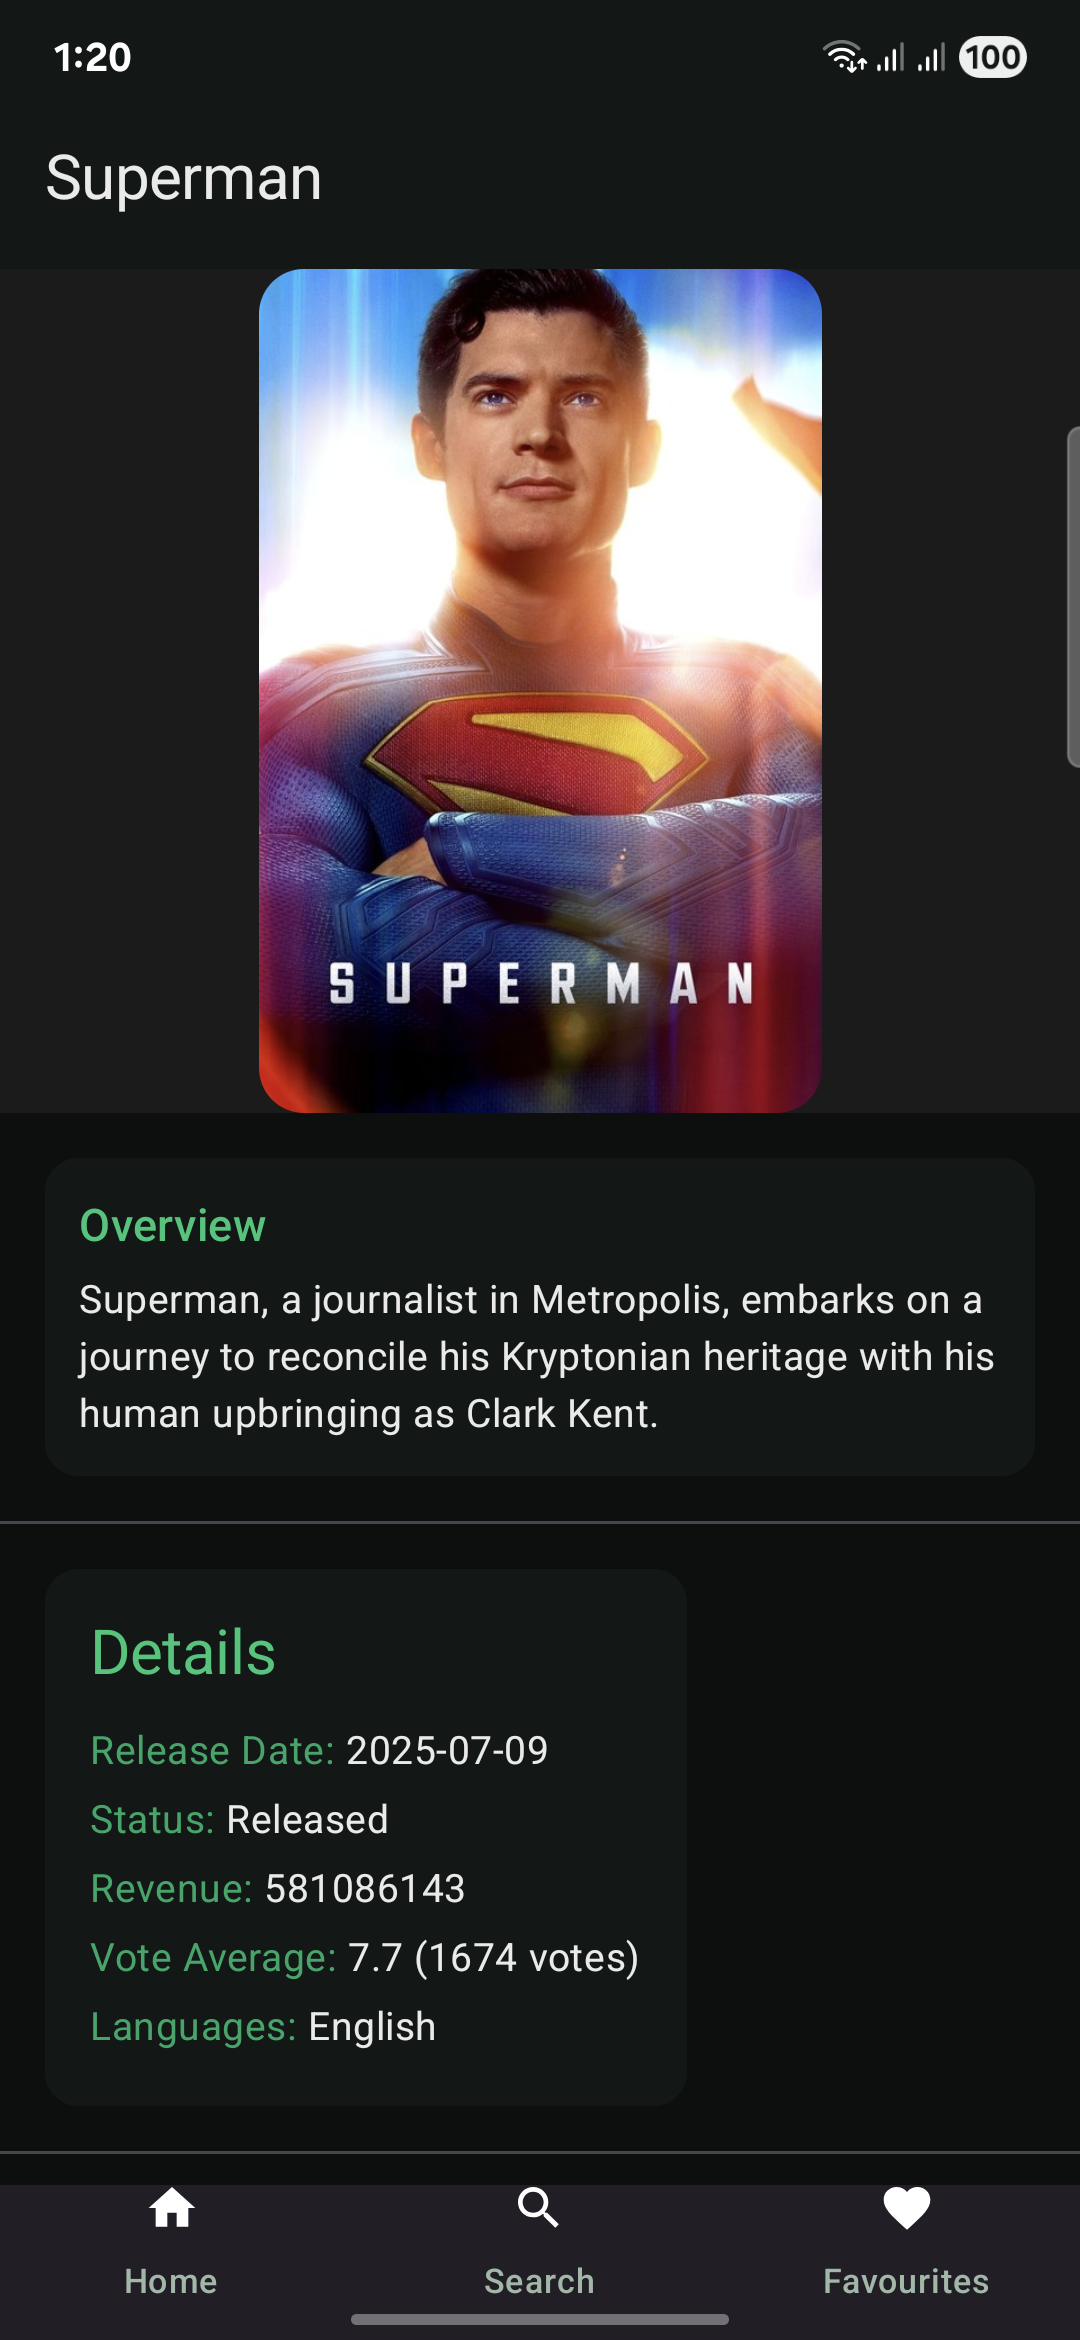 1:20
100
Superman
SUPERMAN
Overview
Superman, a journalist in Metropolis, embarks on a
journey to reconcile his Kryptonian heritage with his
human upbringing as Clark Kent.
Details
Release Date: 2025-07-09
Status: Released
Revenue: 581086143
Vote Average: 7.7 (1674 votes)
Languages: English
Home
Search
Favourites